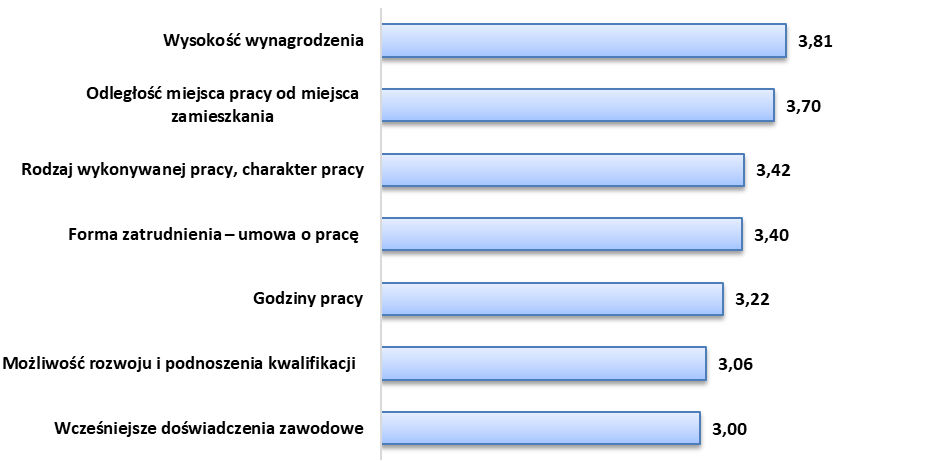 Wysokość wynagrodzenia 3,81
Odległość miejsca pracy od miejsca
zamieszkania 3,70
Rodzaj wykonywanej pracy, charakter pracy 3,42
Forma zatrudnienia – umowa o pracę 3,40
Godziny pracy 3,22
Możliwość rozwoju i podnoszenia kwalifikacji 3,06
Wcześniejsze doświadczenia zawodowe 3,00